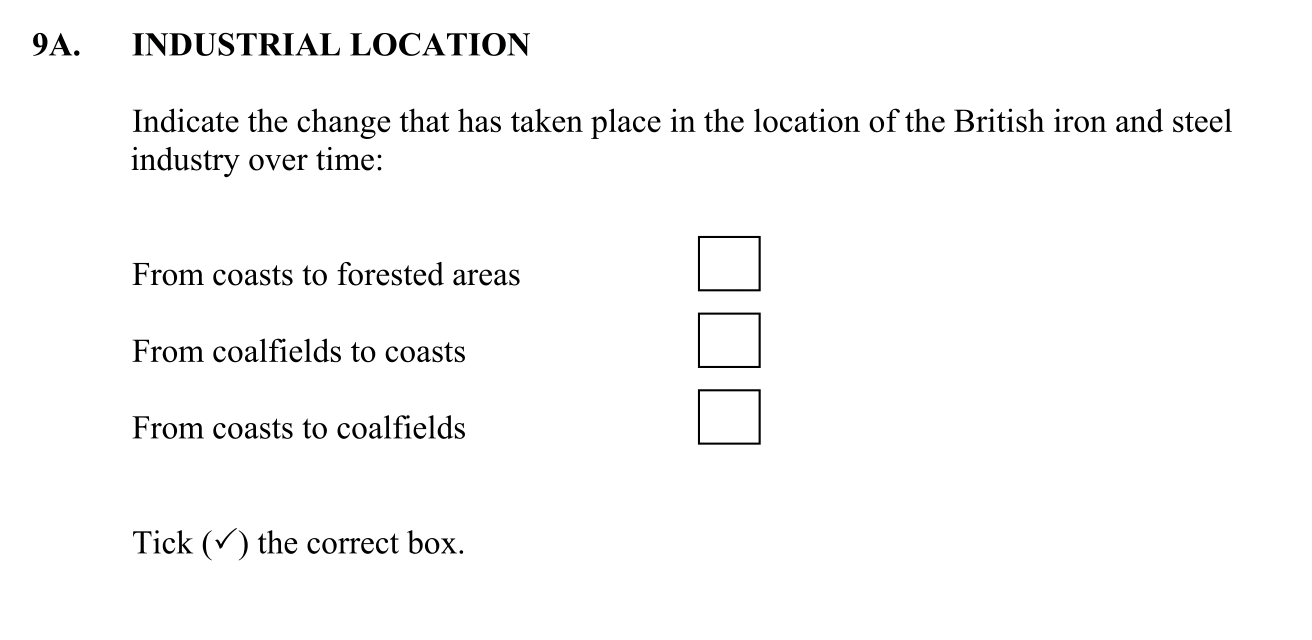 9A. INDUSTRIAL LOCATION
Indicate the change that has taken place in the location of the British iron and steel
industry over time:
From coasts to forested areas
From coalfields to coasts
From coasts to coalfields
Tick (✓) the correct box.